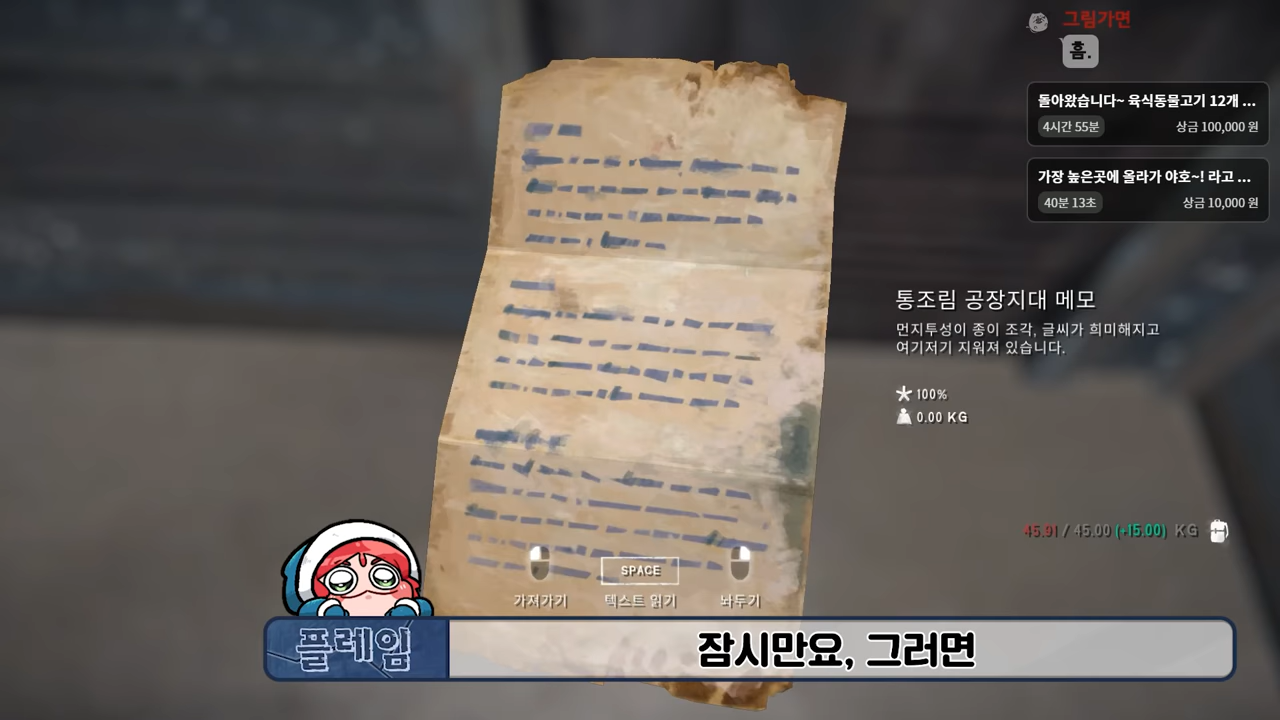 그림가면
흠.
돌아왔습니다~ 육식동물고기 12개 ...
4시간 55분
상금 100,000 원
가장 높은곳에 올라가 야호~! 라고 ...
40분 13초
상금 10,000 원
통조림 공장지대 메모
먼지투성이 종이 조각, 글씨가 희미해지고
여기저기 지워져 있습니다.
100%
0.00 KG
45.91 / 45.00 (+15.00) KG
SPACE
가져가기
텍스트 읽기
놔두기
플레임
잠시만요, 그러면